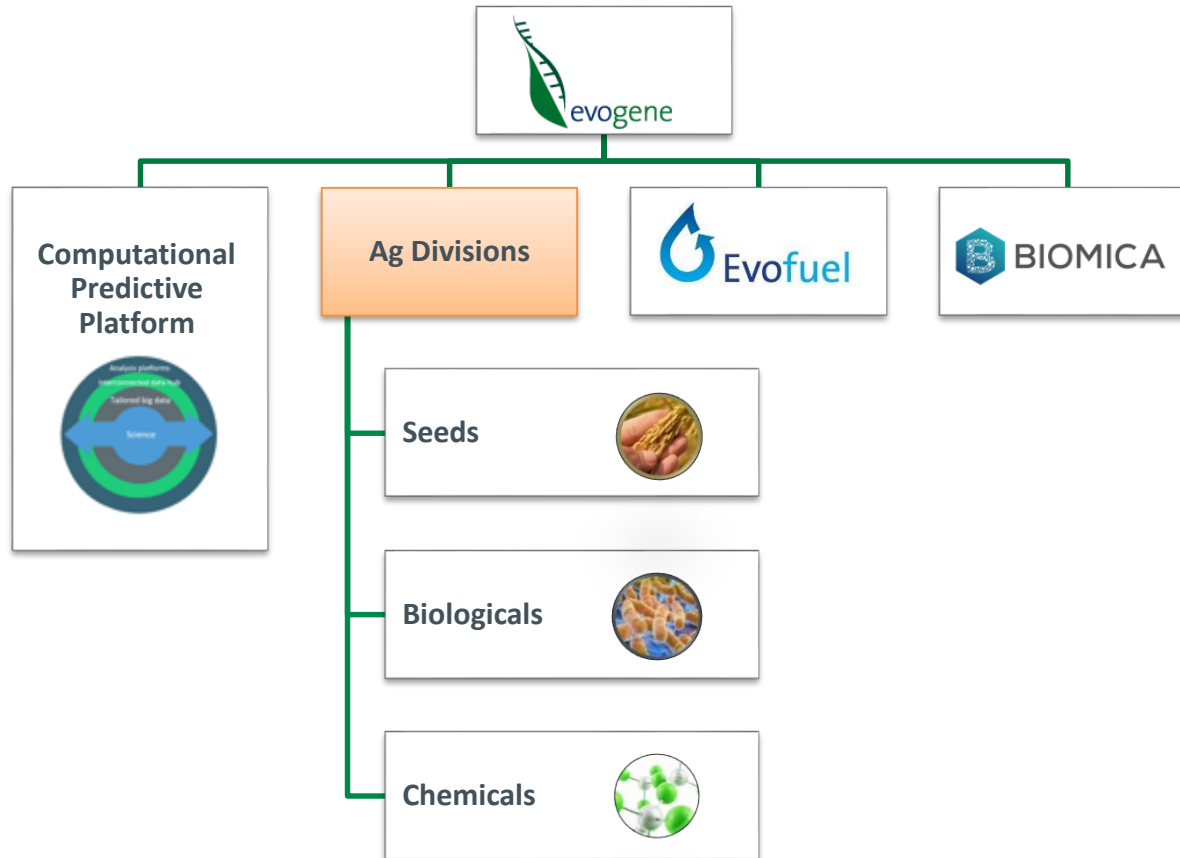 evogene
Computational
Predictive
Platform
Analysis platforms
Interconnected data hub
Tailored big data
Science
Ag Divisions
Evofuel
BIOMICA
Seeds
Biologicals
Chemicals